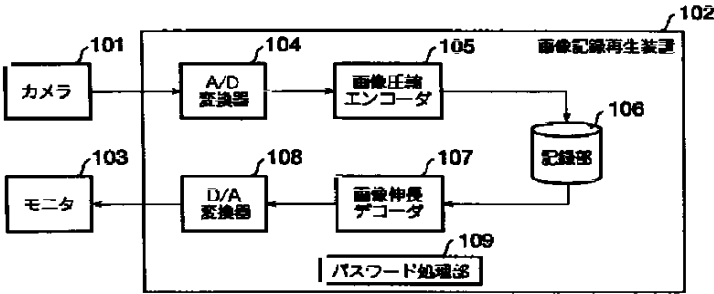 102
101
104
105
画像記録再生装置
カメラ
A/D
変換器
画像圧縮
エンコーダ
106
記録部
103
108
107
モニタ
D/A
変換器
画像伸長
デコーダ
109
パスワード処理部